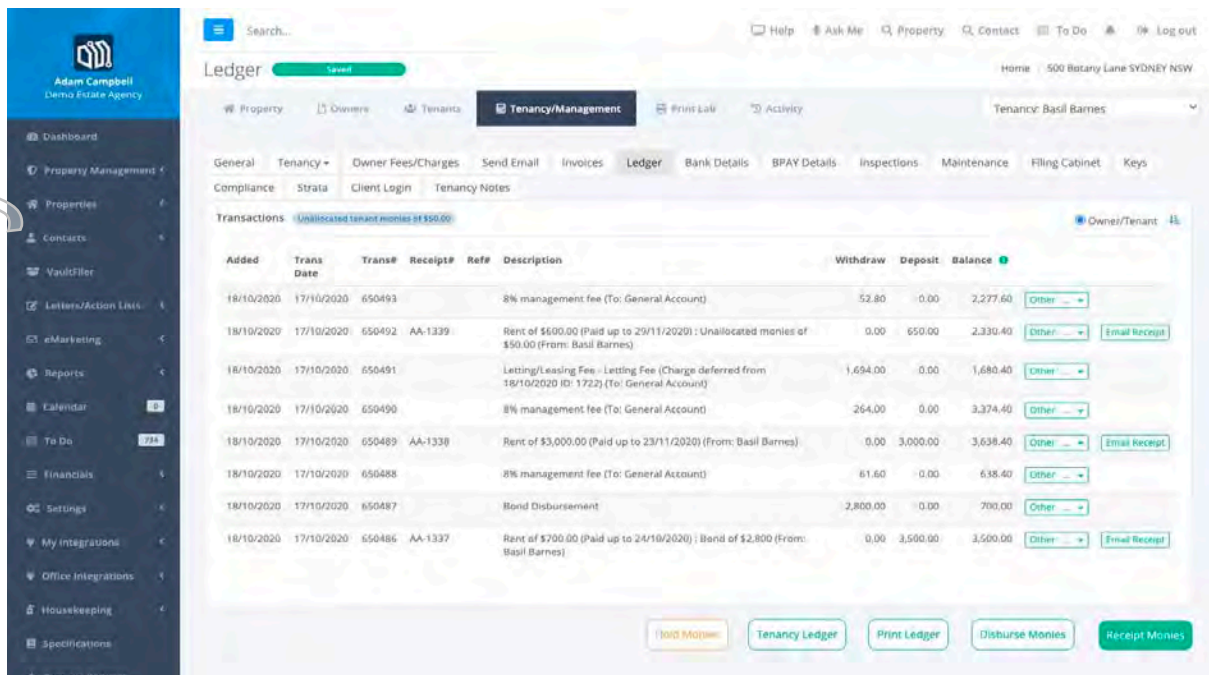 Search...
Help Ask Me Property Contact To Do Log out
Adam Campbell
Demo Estate Agency
Ledger Saved
Home 500 Botany Lane SYDNEY NSW
Property Owners Tenants Tenancy/Management Print Lab Activity
Tenancy: Basil Barnes
Dashboard
Property Management
Properties
Contacts
VaultFiler
Letters/Action Lists
eMarketing
Reports
Calendar 0
To Do 734
Financials
Settings
My Integrations
Office Integrations
Housekeeping
Specifications
General Tenancy Owner Fees/Charges Send Email Invoices Ledger Bank Details BPAY Details Inspections Maintenance Filing Cabinet Keys
Compliance Strata Client Login Tenancy Notes
Transactions Unallocated tenant monies of $50.00
Owner/Tenant
Added Trans Date Trans# Receipt# Ref# Description Withdraw Deposit Balance
18/10/2020 17/10/2020 650493 8% management fee (To: General Account) 52.80 0.00 2,277.60 Other ...
18/10/2020 17/10/2020 650492 AA-1339 Rent of $600.00 (Paid up to 29/11/2020) ; Unallocated monies of 0.00 650.00 2,330.40 Other ... Email Receipt
$50.00 (From: Basil Barnes)
18/10/2020 17/10/2020 650491 Letting/Leasing Fee - Letting Fee (Charge deferred from 1,694.00 0.00 1,680.40 Other ...
18/10/2020 ID: 1722) (To: General Account)
18/10/2020 17/10/2020 650490 8% management fee (To: General Account) 264.00 0.00 3,374.40 Other ...
18/10/2020 17/10/2020 650489 AA-1338 Rent of $3,000.00 (Paid up to 23/11/2020) (From: Basil Barnes) 0.00 3,000.00 3,638.40 Other ... Email Receipt
18/10/2020 17/10/2020 650488 8% management fee (To: General Account) 61.60 0.00 638.40 Other ...
18/10/2020 17/10/2020 650487 Bond Disbursement 2,800.00 0.00 700.00 Other ...
18/10/2020 17/10/2020 650486 AA-1337 Rent of $700.00 (Paid up to 24/10/2020) ; Bond of $2,800 (From: 0.00 3,500.00 3,500.00 Other ... Email Receipt
Basil Barnes)
Hold Monies Tenancy Ledger Print Ledger Disburse Monies Receipt Monies